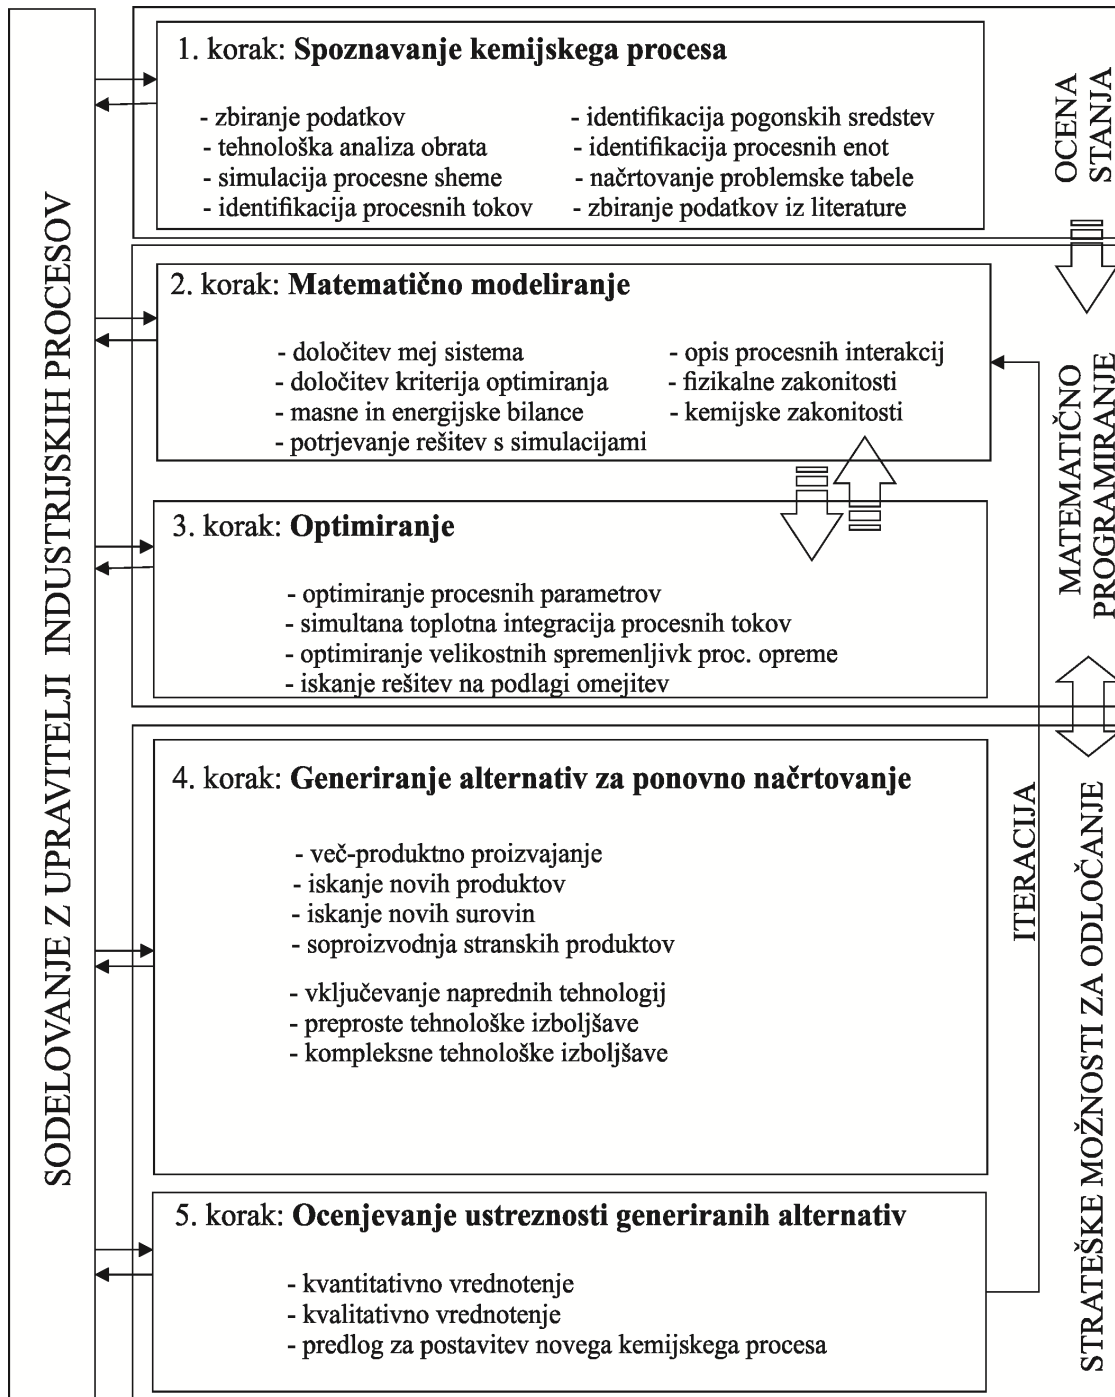 SODELOVANJE Z UPRAVITELJI INDUSTRIJSKIH PROCESOV
1. korak: Spoznavanje kemijskega procesa
- zbiranje podatkov
- tehnološka analiza obrata
- simulacija procesne sheme
- identifikacija procesnih tokov
- identifikacija pogonskih sredstev
- identifikacija procesnih enot
- načrtovanje problemske tabele
- zbiranje podatkov iz literature
OCENA
STANJA
2. korak: Matematično modeliranje
- določitev mej sistema
- določitev kriterija optimiranja
- masne in energijske bilance
- potrjevanje rešitev s simulacijami
- opis procesnih interakcij
- fizikalne zakonitosti
- kemijske zakonitosti
3. korak: Optimiranje
- optimiranje procesnih parametrov
- simultana toplotna integracija procesnih tokov
- optimiranje velikostnih spremenljivk proc. opreme
- iskanje rešitev na podlagi omejitev
MATEMATIČNO
PROGRAMIRANJE
4. korak: Generiranje alternativ za ponovno načrtovanje
- več-produktno proizvajanje
- iskanje novih produktov
- iskanje novih surovin
- soproizvodnja stranskih produktov
- vključevanje naprednih tehnologij
- preproste tehnološke izboljšave
- kompleksne tehnološke izboljšave
5. korak: Ocenjevanje ustreznosti generiranih alternativ
- kvantitativno vrednotenje
- kvalitativno vrednotenje
- predlog za postavitev novega kemijskega procesa
ITERACIJA
STRATEŠKE MOŽNOSTI ZA ODLOČANJE